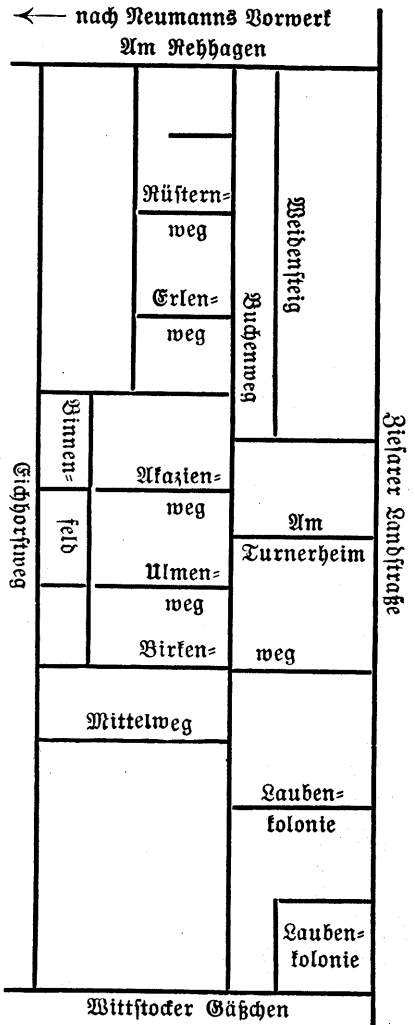 nach Neumanns Vorwerk
Am Rehhagen
Rüstern=
weg
Weidensteig
Erlen=
weg
Buchenweg
Binnen=
feld
Akazien=
weg
Eichhorstweg
Ziesarer Landstraße
Am
Turnerheim
Ulmen=
weg
Birken=
weg
Mittelweg
Lauben=
kolonie
Lauben=
kolonie
Wittstocker Gäßchen